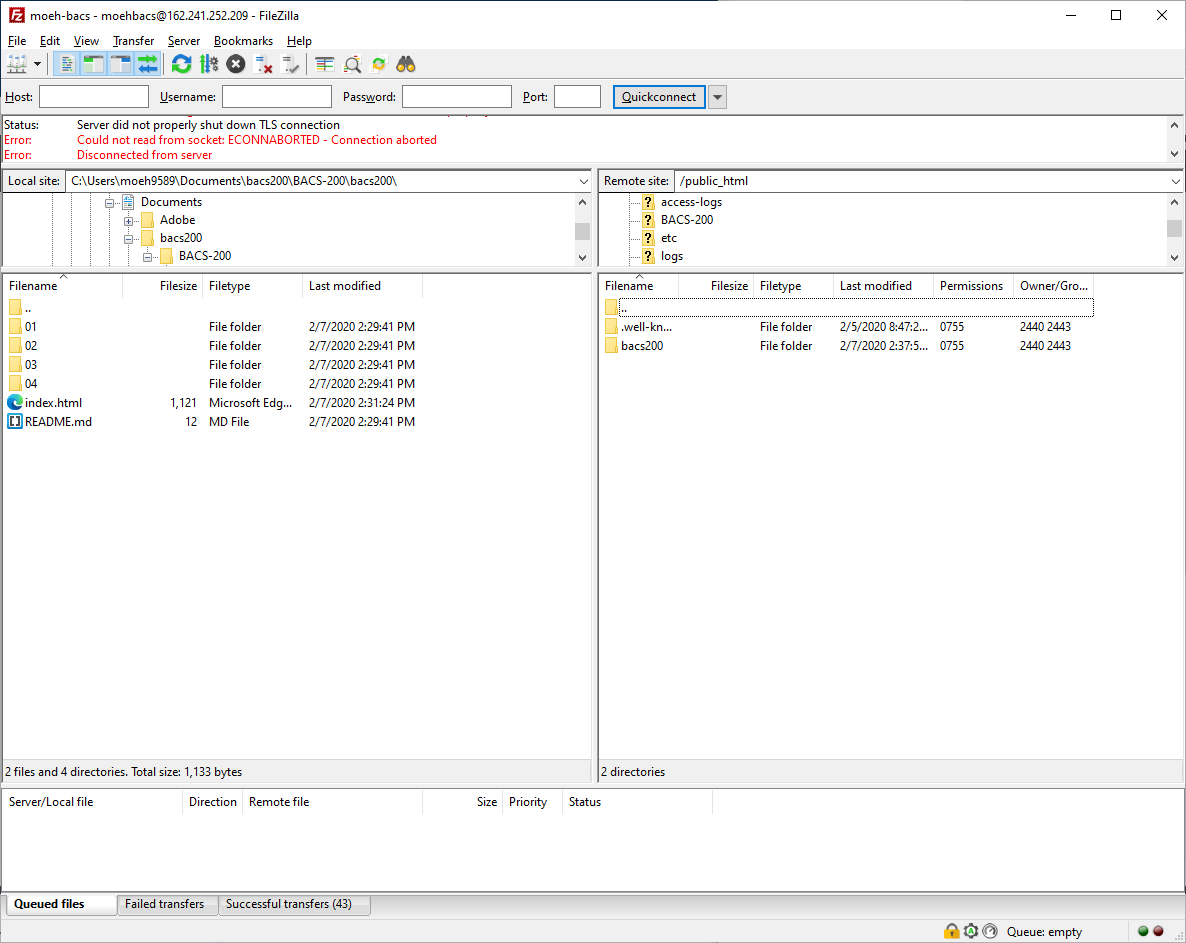 moeh-bacs - moehbacs@162.241.252.209 - FileZilla
File Edit View Transfer Server Bookmarks Help
Host: Username: Password: Port: Quickconnect
Status: Server did not properly shut down TLS connection
Error: Could not read from socket: ECONNABORTED - Connection aborted
Error: Disconnected from server
Local site: C:\Users\moeh9589\Documents\bacs200\BACS-200\bacs200\
Documents
Adobe
bacs200
BACS-200
Remote site: /public_html
? access-logs
? BACS-200
? etc
? logs
Filename Filesize Filetype Last modified
..
01 File folder 2/7/2020 2:29:41 PM
02 File folder 2/7/2020 2:29:41 PM
03 File folder 2/7/2020 2:29:41 PM
04 File folder 2/7/2020 2:29:41 PM
index.html 1,121 Microsoft Edg... 2/7/2020 2:31:24 PM
README.md 12 MD File 2/7/2020 2:29:41 PM
2 files and 4 directories. Total size: 1,133 bytes
Filename Filesize Filetype Last modified Permissions Owner/Gro...
..
.well-kn... File folder 2/5/2020 8:47:2... 0755 2440 2443
bacs200 File folder 2/7/2020 2:37:5... 0755 2440 2443
2 directories
Server/Local file Direction Remote file Size Priority Status
Queued files Failed transfers Successful transfers (43)
Queue: empty